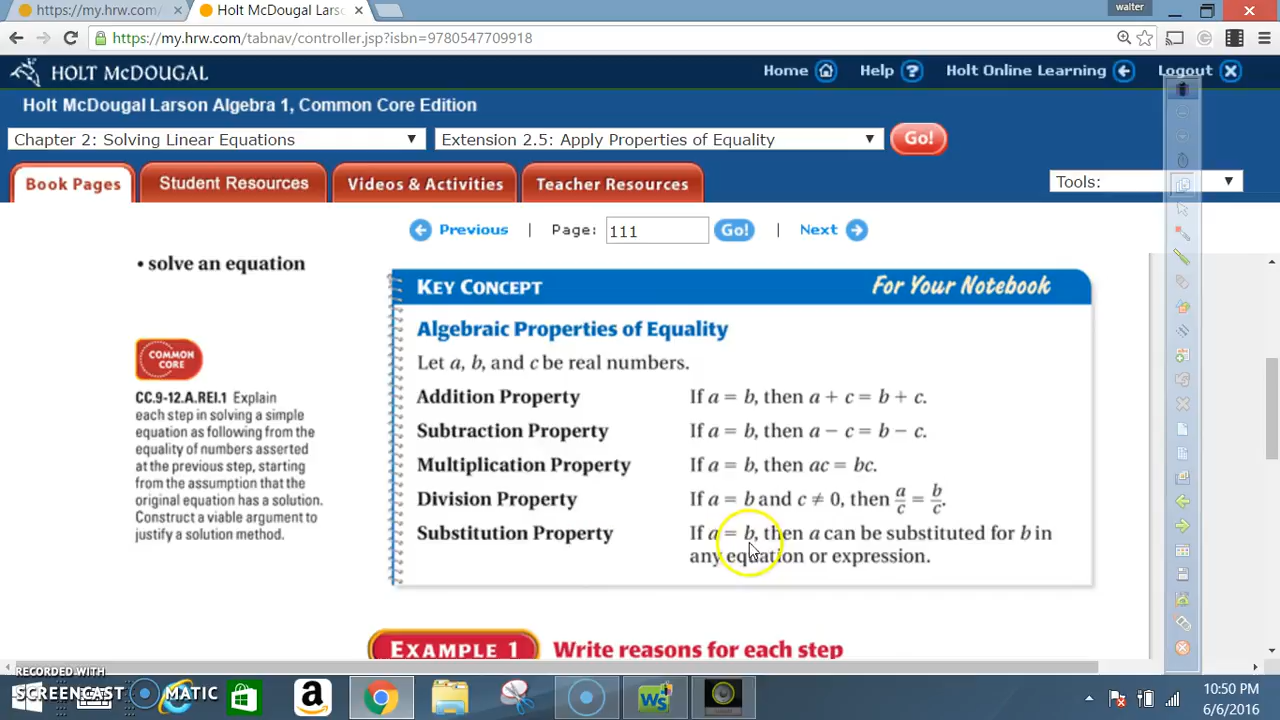 https://my.hrw.com/ ×
Holt McDougal Lars ×
walter
https://my.hrw.com/tabnav/controller.jsp?isbn=9780547709918
HOLT MCDOUGAL
Home
Help ?
Holt Online Learning
Logout X
Holt McDougal Larson Algebra 1, Common Core Edition
Chapter 2: Solving Linear Equations
Extension 2.5: Apply Properties of Equality
Go!
Book Pages
Student Resources
Videos & Activities
Teacher Resources
Tools:
Previous | Page: 111 Go! | Next
• solve an equation
KEY CONCEPT
For Your Notebook
Algebraic Properties of Equality
Let a, b, and c be real numbers.
Addition Property If a = b, then a + c = b + c.
Subtraction Property If a = b, then a − c = b − c.
Multiplication Property If a = b, then ac = bc.
Division Property If a = b and c ≠ 0, then a/c = b/c.
Substitution Property If a = b, then a can be substituted for b in
any equation or expression.
COMMON
CORE
CC.9-12.A.REI.1 Explain
each step in solving a simple
equation as following from the
equality of numbers asserted
at the previous step, starting
from the assumption that the
original equation has a solution.
Construct a viable argument to
justify a solution method.
EXAMPLE 1 Write reasons for each step
RECORDED WITH
SCREENCAST MATIC
a
WS
10:50 PM
6/6/2016